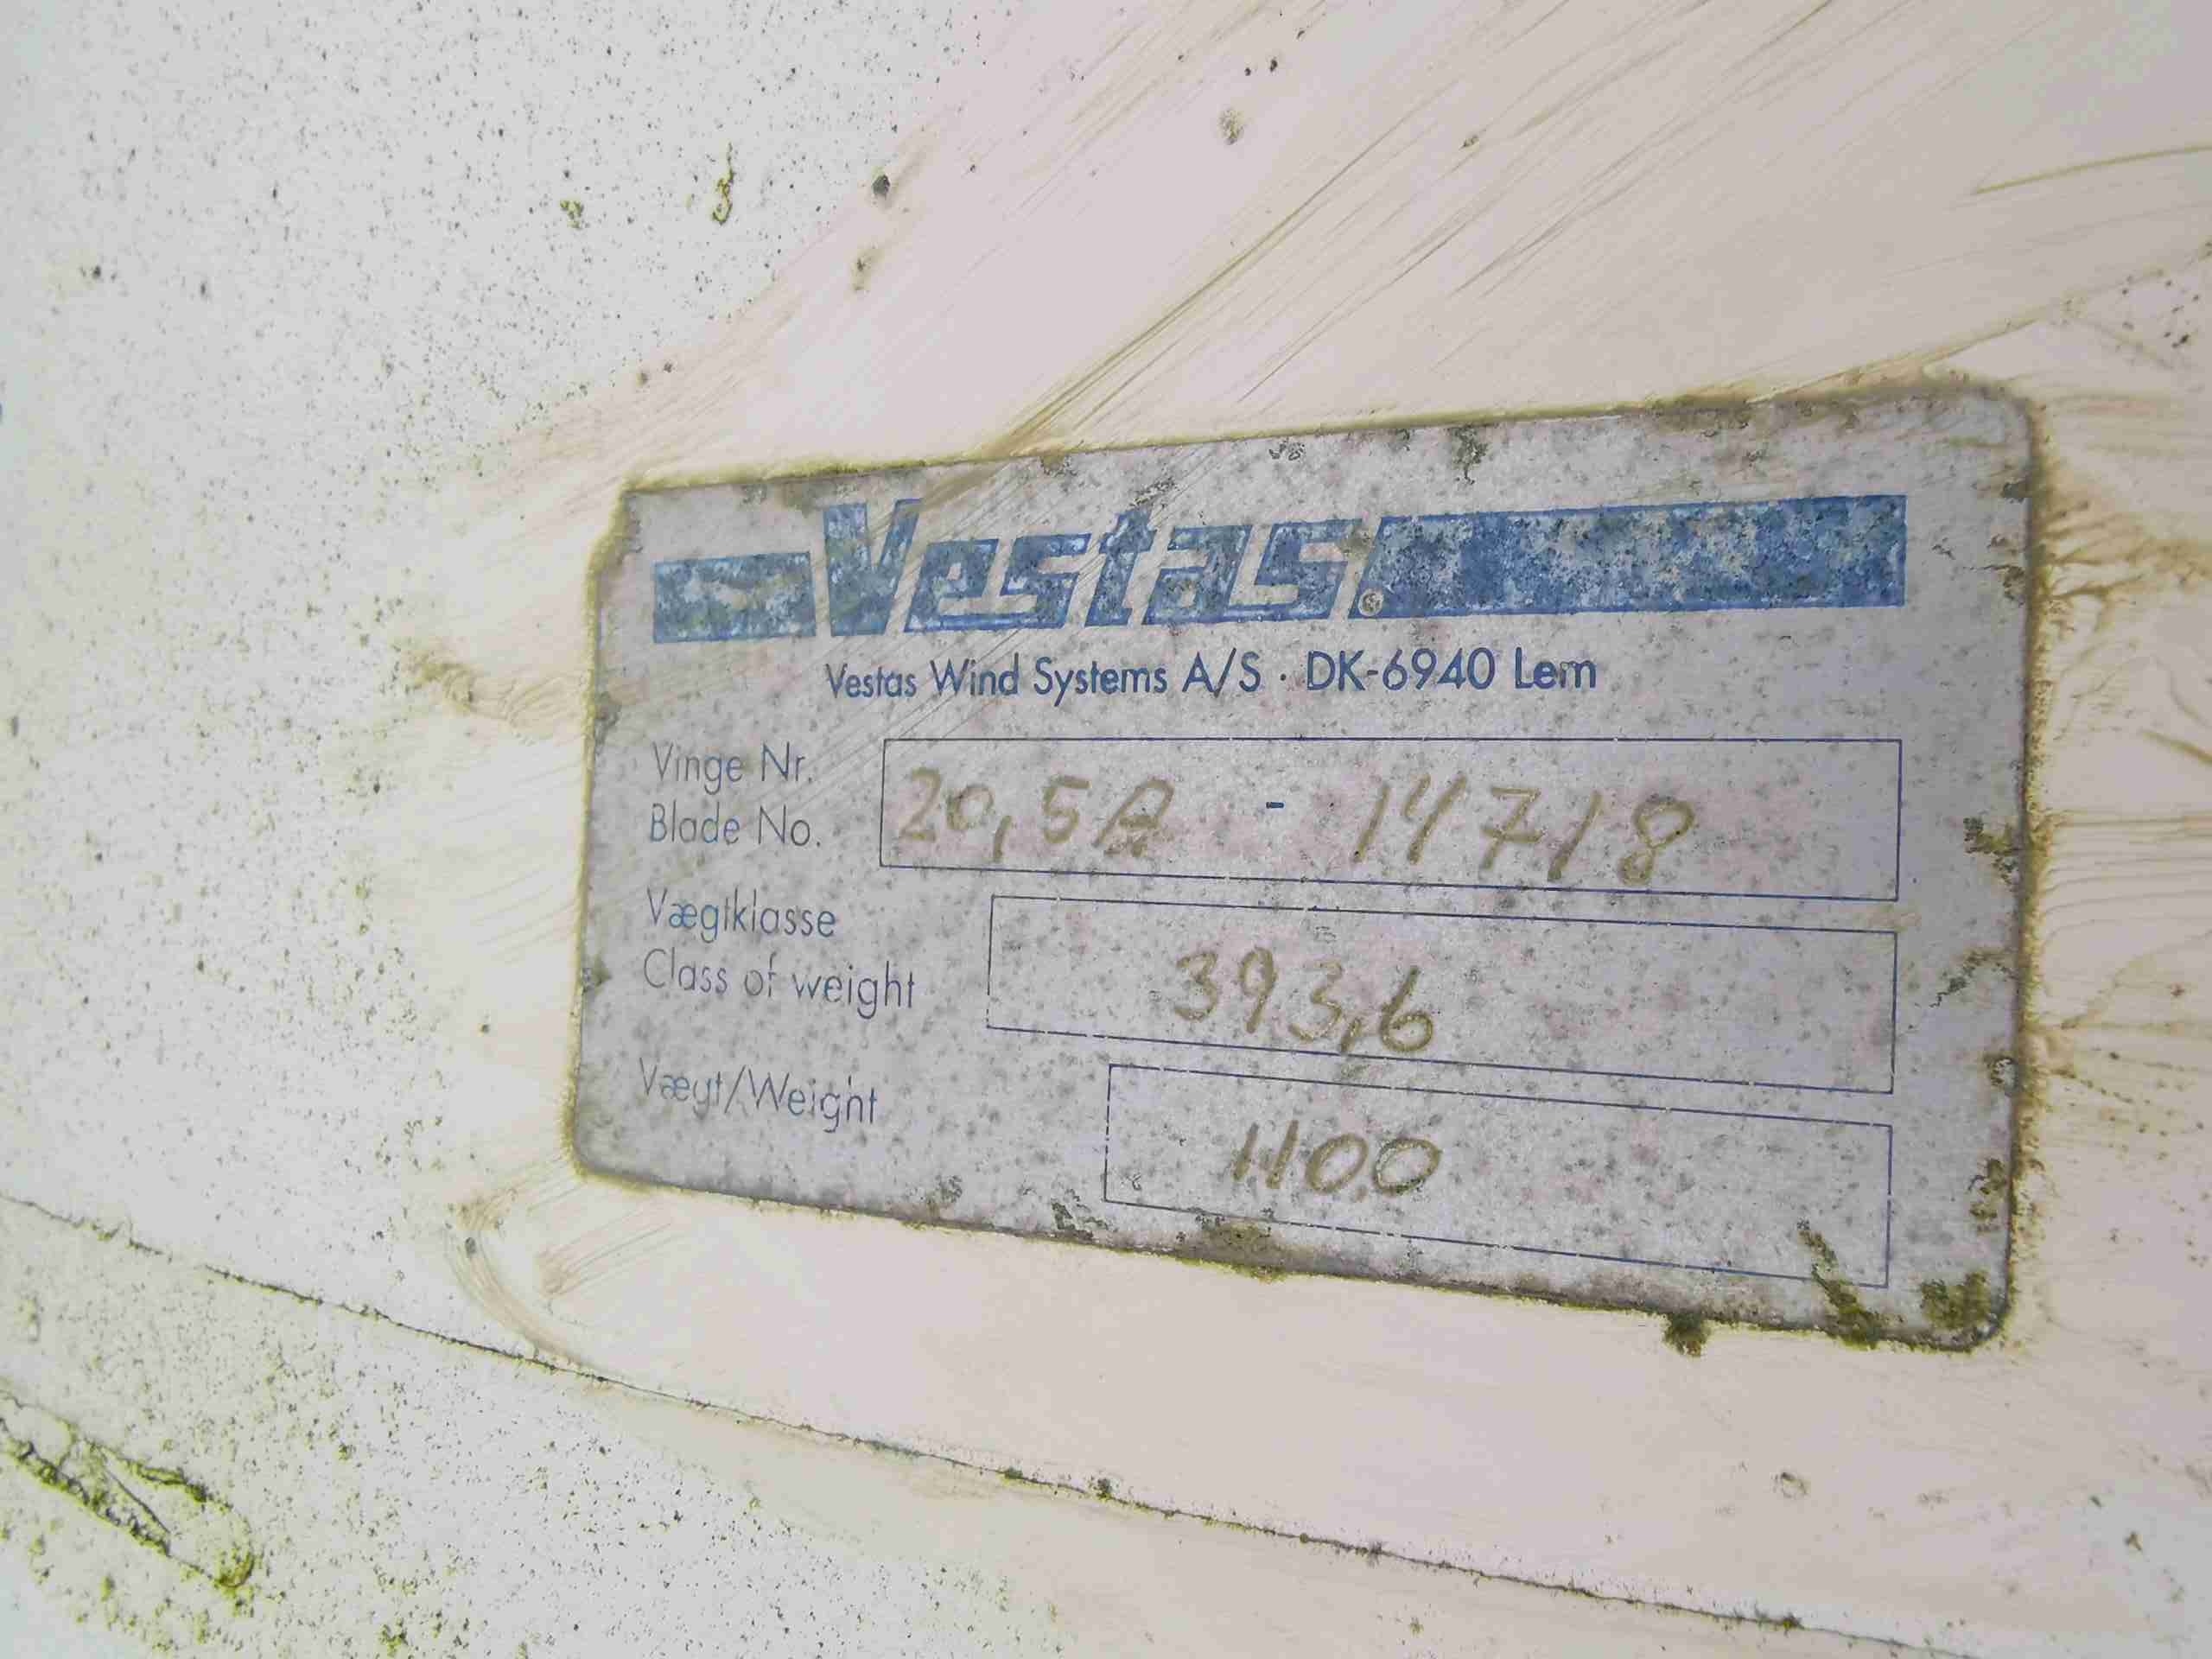 Vestas®
Vestas Wind Systems A/S · DK-6940 Lem
Vinge Nr.
Blade No.
20,5A - 14718
Vægtklasse
Class of weight
393,6
Vægt/Weight
1100